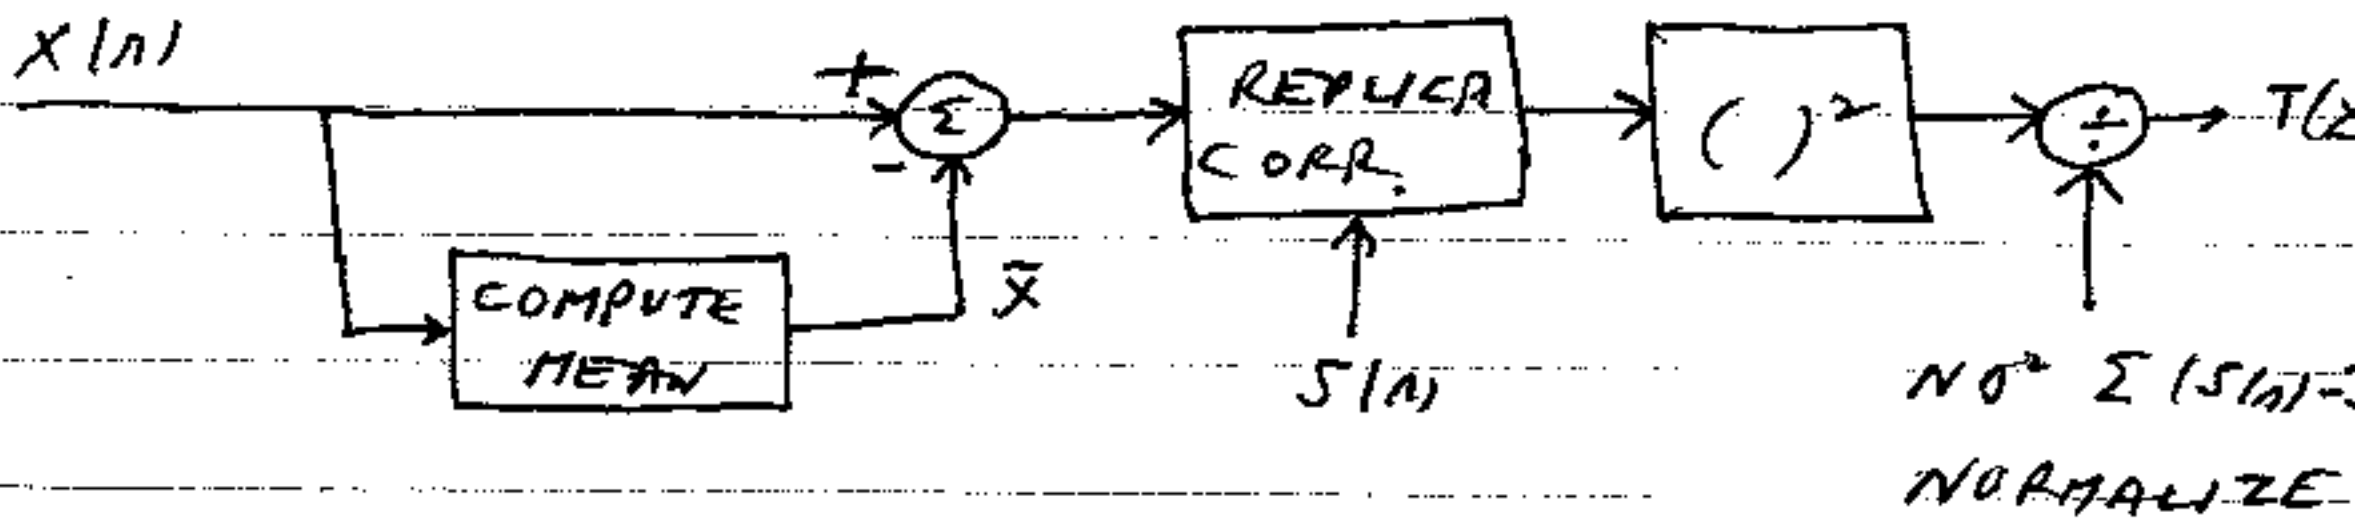 x(n)
+
Σ
-
REPLICA
CORR.
( )²
÷
T(x
COMPUTE
MEAN
x̄
s(n)
Nσ² Σ (s(n)-
NORMALIZE